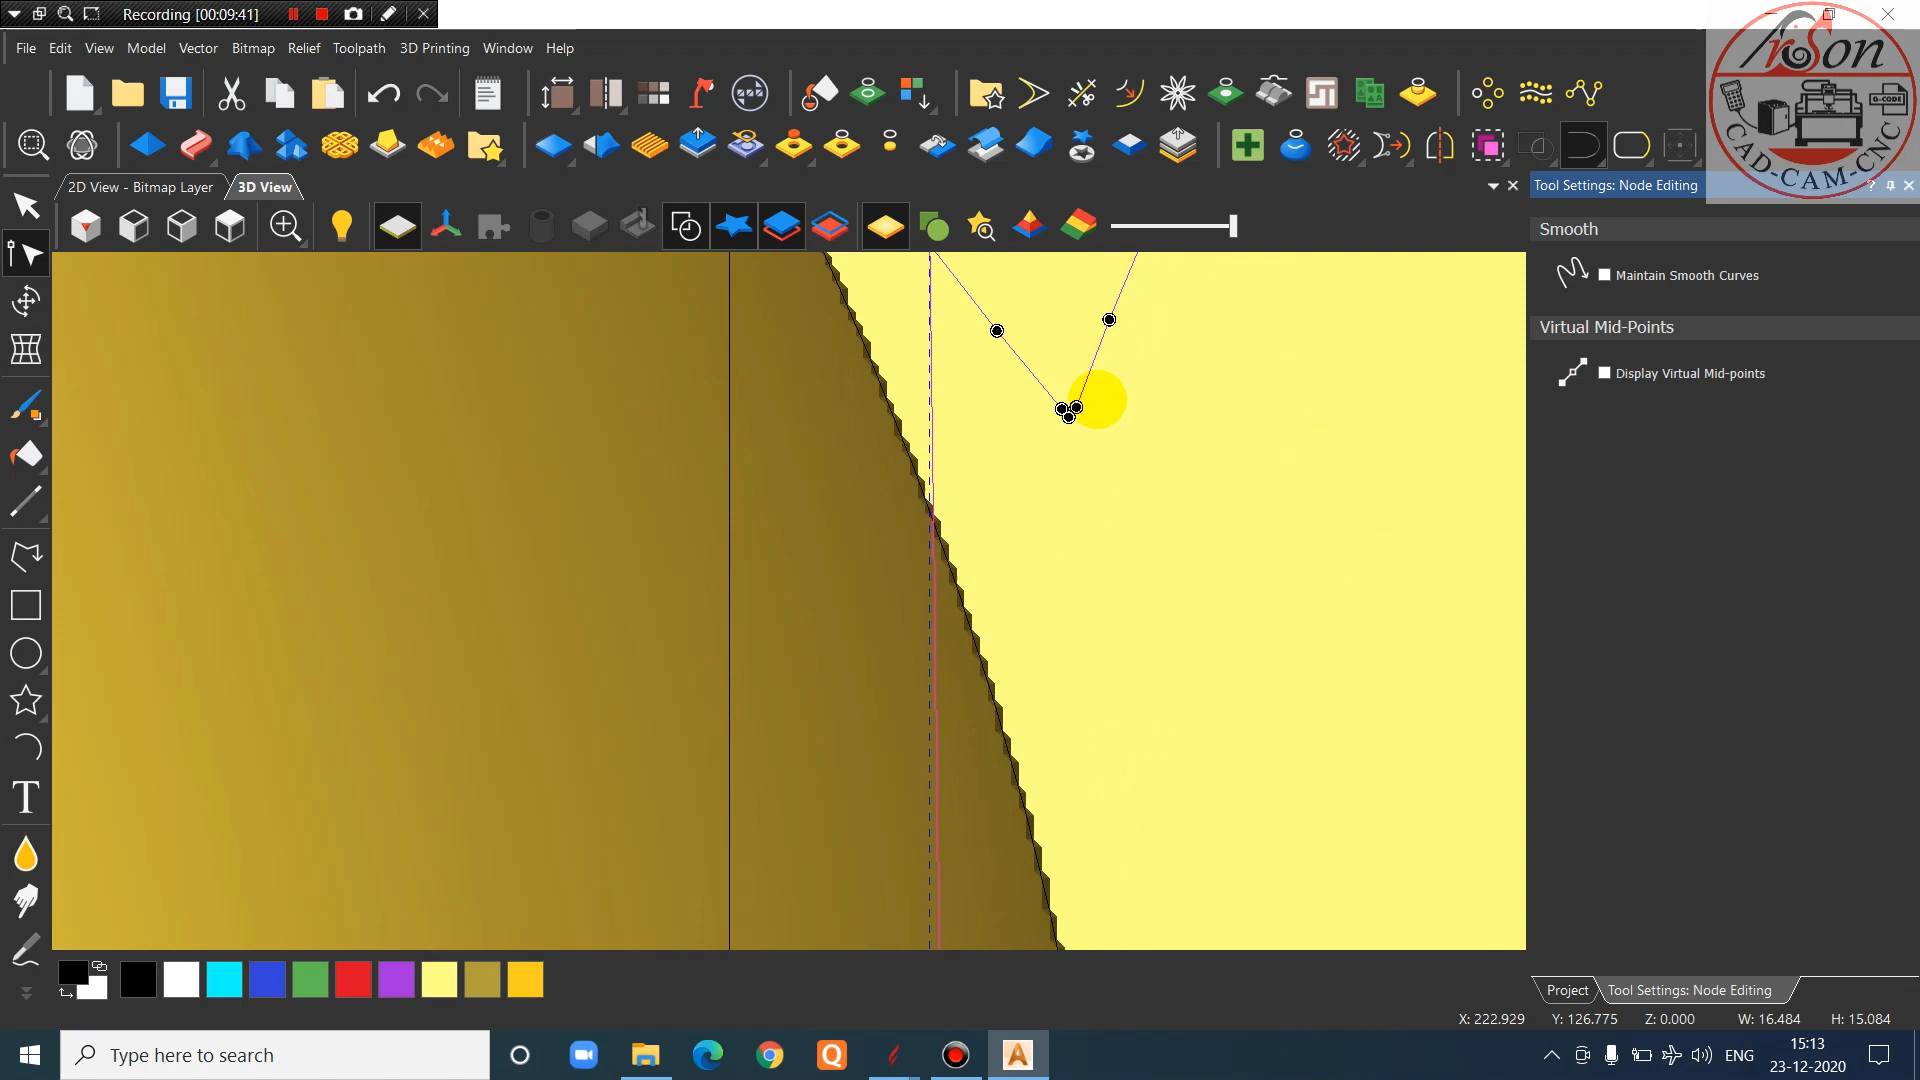 Recording [00:09:41]
File Edit View Model Vector Bitmap Relief Toolpath 3D Printing Window Help
ArSon
G-CODE
CAD-CAM-CNC
2D View - Bitmap Layer 3D View
Tool Settings: Node Editing
Smooth
Maintain Smooth Curves
Virtual Mid-Points
Display Virtual Mid-points
Project Tool Settings: Node Editing
X: 222.929 Y: 126.775 Z: 0.000 W: 16.484 H: 15.084
Type here to search
ENG
15:13
23-12-2020